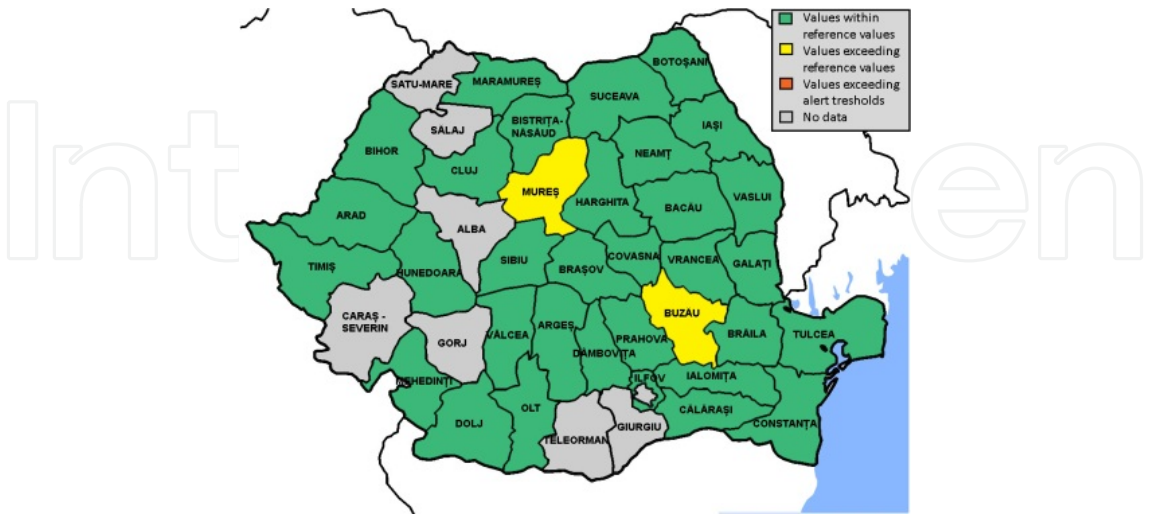 Values within
reference values
Values exceeding
reference values
Values exceeding
alert tresholds
No data
BOTOȘANI
SATU-MARE
MARAMUREȘ
SUCEAVA
SĂLAJ
BISTRIȚA-
NĂSĂUD
IAȘI
BIHOR
CLUJ
NEAMȚ
MUREȘ
HARGHITA
BACĂU
VASLUI
ARAD
ALBA
TIMIȘ
HUNEDOARA
SIBIU
BRAȘOV
COVASNA
VRANCEA
GALAȚI
CARAȘ -
SEVERIN
GORJ
VÂLCEA
ARGEȘ
DÂMBOVIȚA
PRAHOVA
BUZĂU
BRĂILA
TULCEA
MEHEDINȚI
ILFOV
IALOMIȚA
DOLJ
OLT
TELEORMAN
GIURGIU
CĂLĂRAȘI
CONSTANȚA
Int
en